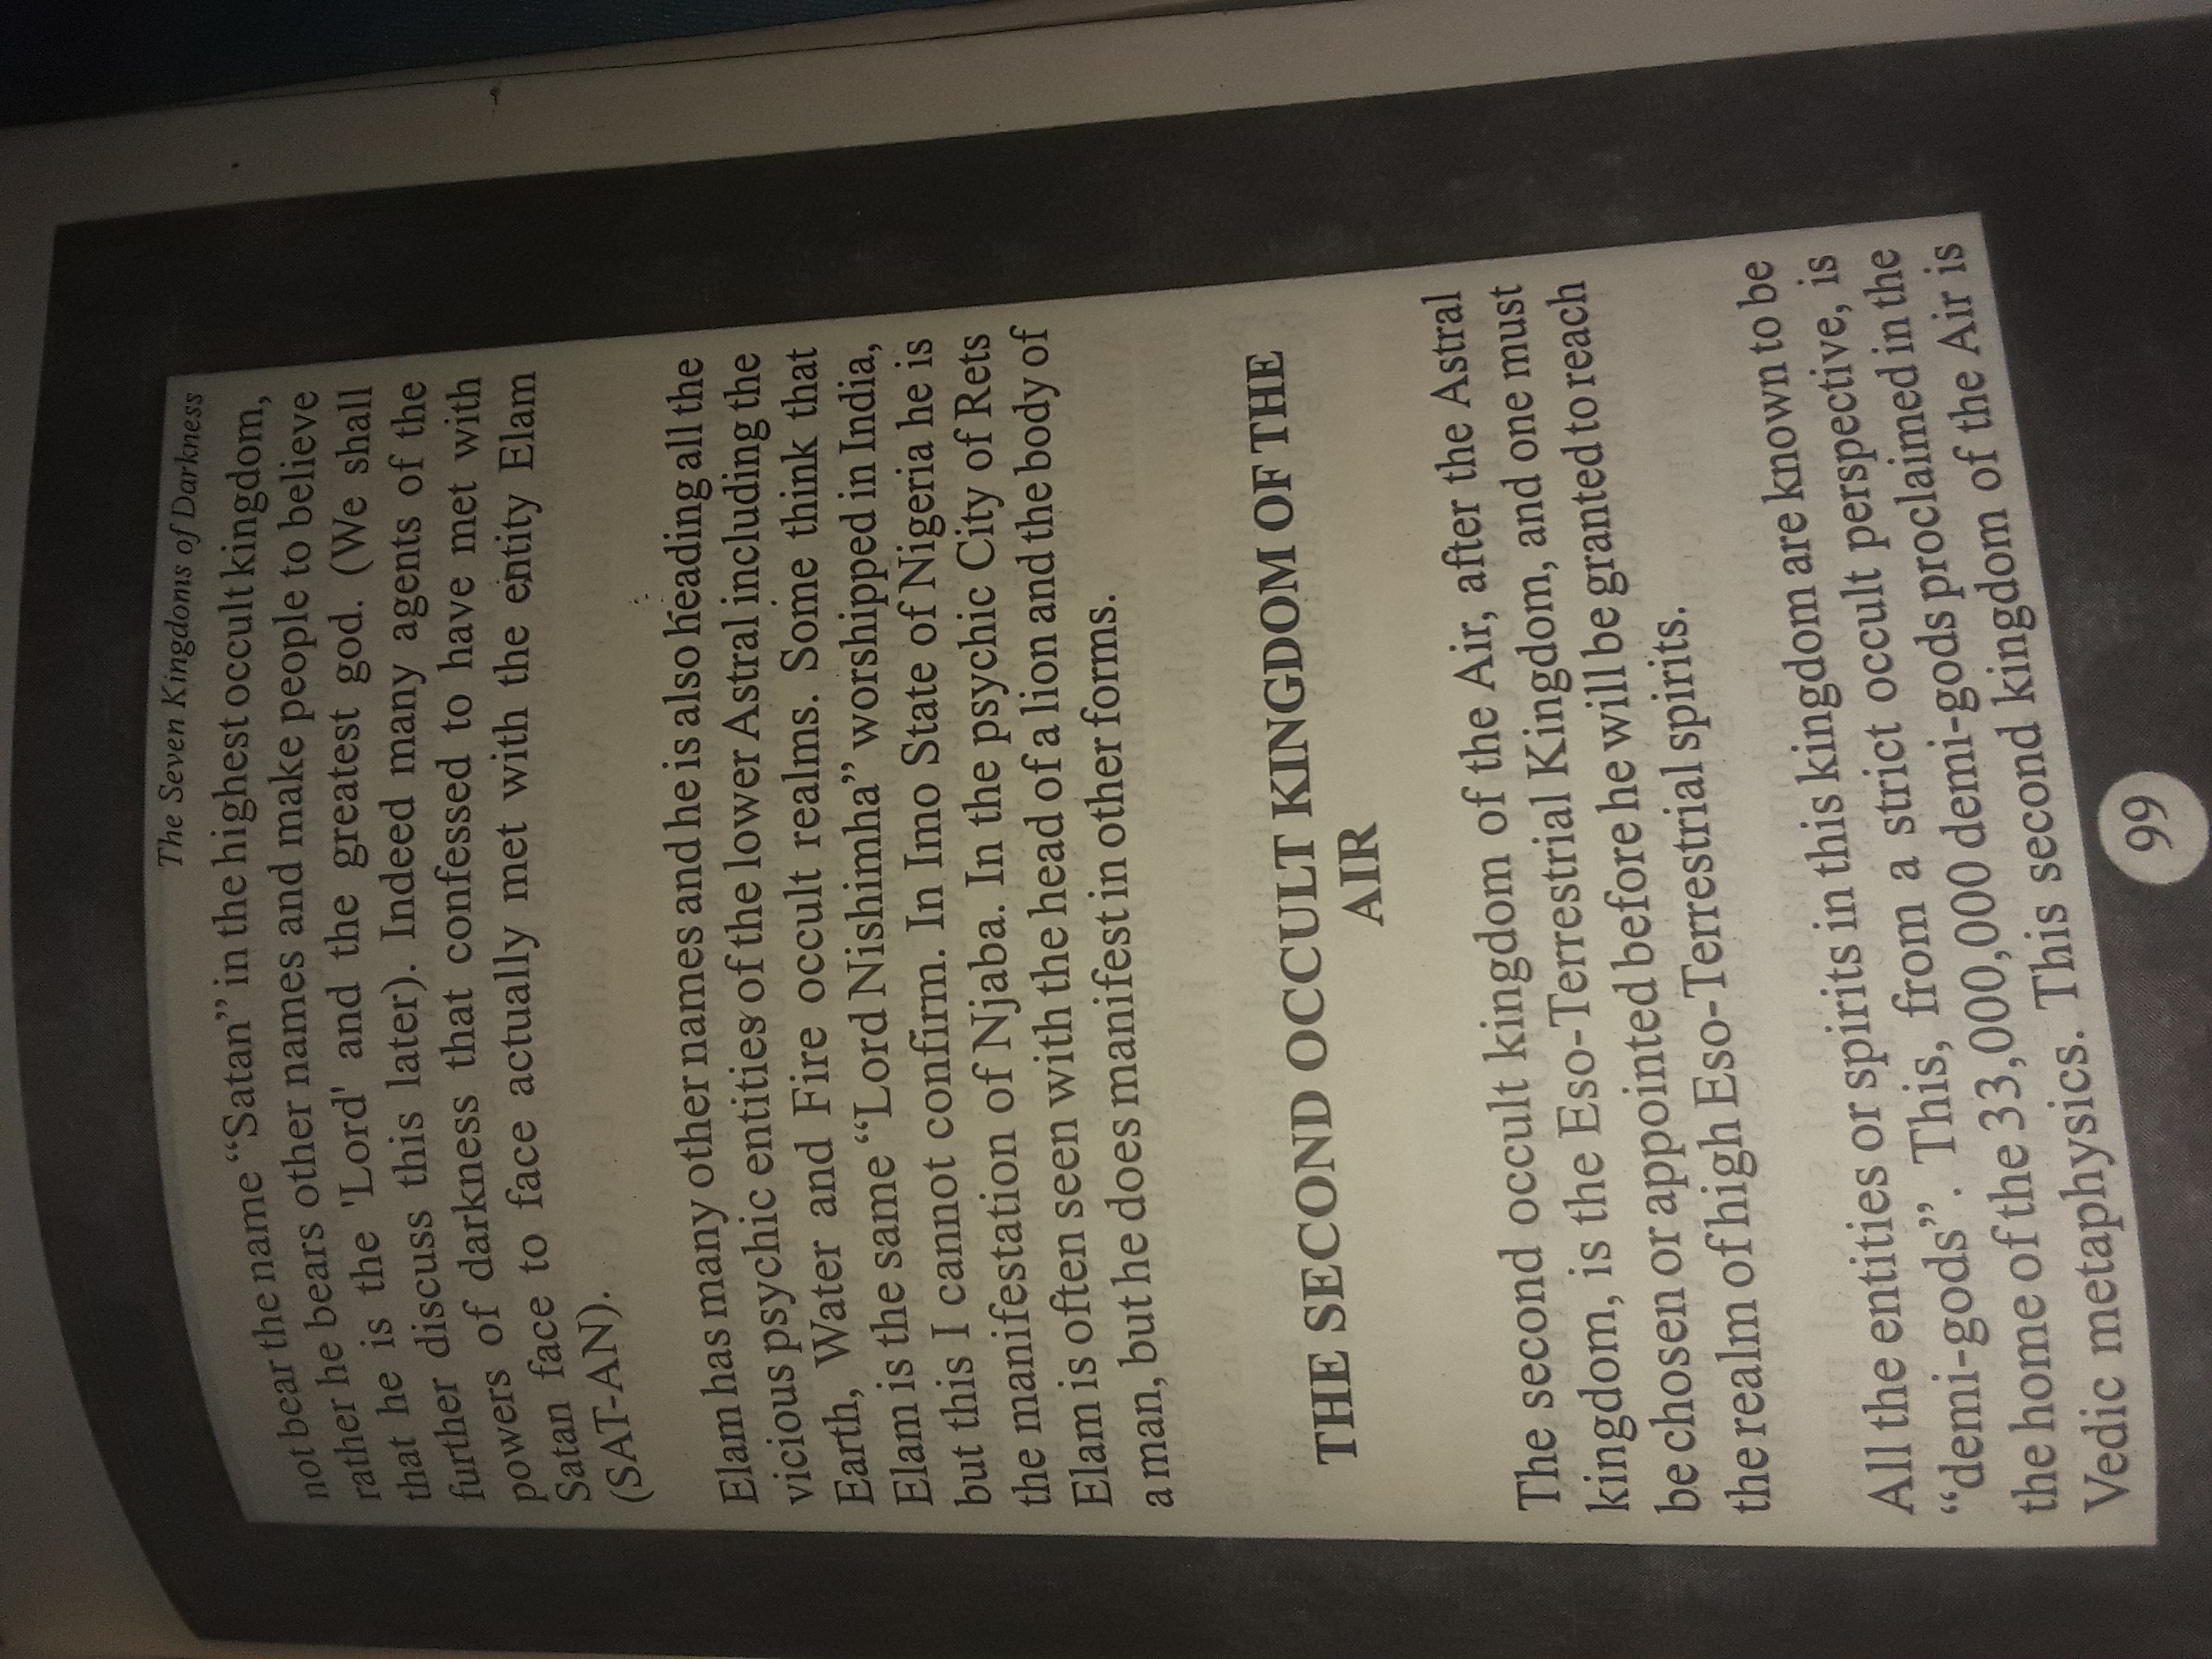 The Seven Kingdoms of Darkness
not bear the name “Satan” in the highest occult kingdom,
rather he bears other names and make people to believe
that he is the 'Lord' and the greatest god. (We shall
further discuss this later). Indeed many agents of the
powers of darkness that confessed to have met with
Satan face to face actually met with the entity Elam
(SAT-AN).
Elam has many other names and he is also heading all the
vicious psychic entities of the lower Astral including the
Earth, Water and Fire occult realms. Some think that
Elam is the same “Lord Nishimha” worshipped in India,
but this I cannot confirm. In Imo State of Nigeria he is
the manifestation of Njaba. In the psychic City of Rets
Elam is often seen with the head of a lion and the body of
a man, but he does manifest in other forms.
THE SECOND OCCULT KINGDOM OF THE
AIR
The second occult kingdom of the Air, after the Astral
kingdom, is the Eso-Terrestrial Kingdom, and one must
be chosen or appointed before he will be granted to reach
the realm of high Eso-Terrestrial spirits.
All the entities or spirits in this kingdom are known to be
“demi-gods”. This, from a strict occult perspective, is
the home of the 33,000,000 demi-gods proclaimed in the
Vedic metaphysics. This second kingdom of the Air is
99